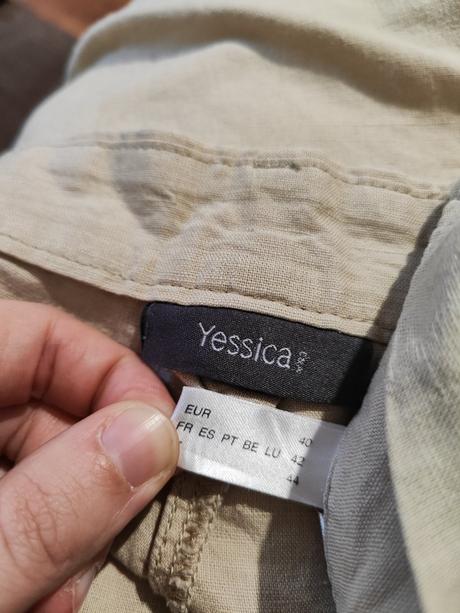 Yessica
C&A
EUR 40
FR ES PT BE LU 42
44